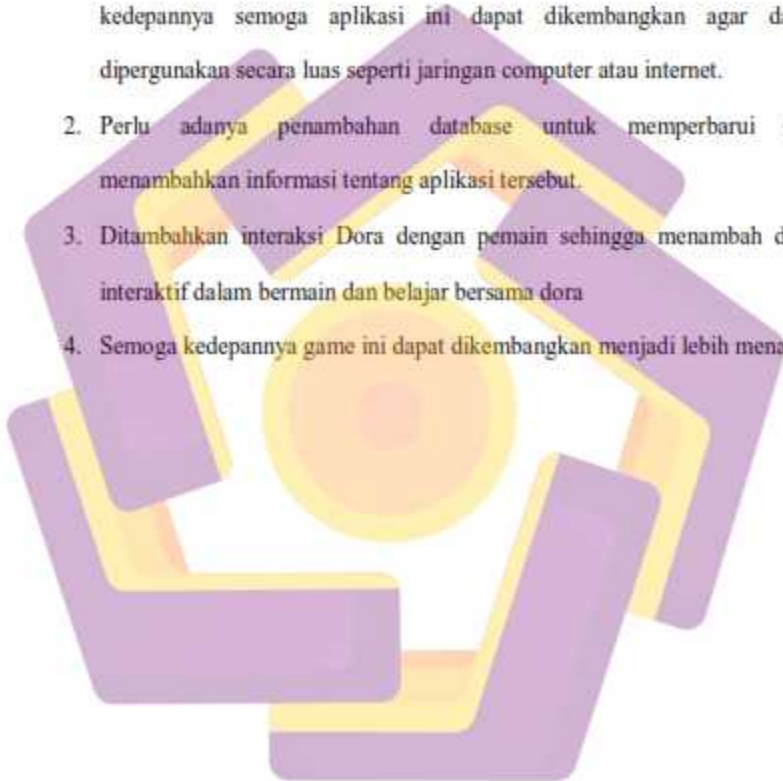 kedepannya semoga aplikasi ini dapat dikembangkan agar da
dipergunakan secara luas seperti jaringan computer atau internet.
2. Perlu adanya penambahan database untuk memperbarui
menambahkan informasi tentang aplikasi tersebut.
3. Ditambahkan interaksi Dora dengan pemain sehingga menambah d
interaktif dalam bermain dan belajar bersama dora
4. Semoga kedepannya game ini dapat dikembangkan menjadi lebih mena